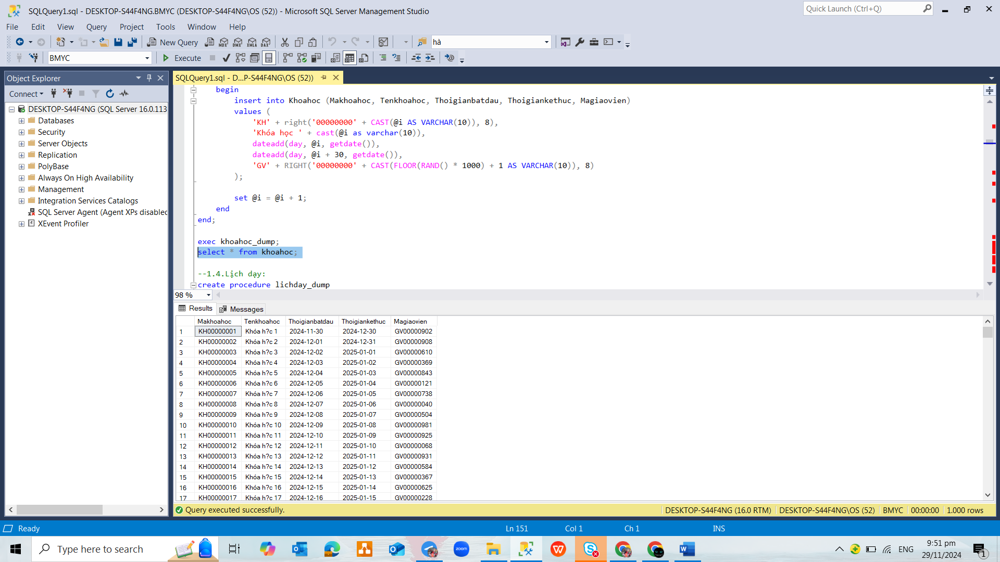 SQLQuery1.sql - DESKTOP-S44F4NG.BMYC (DESKTOP-S44F4NG\OS (52)) - Microsoft SQL Server Management Studio
Quick Launch (Ctrl+Q)
File Edit View Query Project Tools Window Help
New Query
MDX DMX XMLA DAX
hà
BMYC
Execute
Object Explorer
Connect
DESKTOP-S44F4NG (SQL Server 16.0.113
Databases
Security
Server Objects
Replication
PolyBase
Always On High Availability
Management
Integration Services Catalogs
SQL Server Agent (Agent XPs disabled
XEvent Profiler
SQLQuery1.sql - D...P-S44F4NG\OS (52))
begin
insert into Khoahoc (Makhoahoc, Tenkhoahoc, Thoigianbatdau, Thoigiankethuc, Magiaovien)
values (
'KH' + right('00000000' + CAST(@i AS VARCHAR(10)), 8),
'Khóa học ' + cast(@i as varchar(10)),
dateadd(day, @i, getdate()),
dateadd(day, @i + 30, getdate()),
'GV' + RIGHT('00000000' + CAST(FLOOR(RAND() * 1000) + 1 AS VARCHAR(10)), 8)
);
set @i = @i + 1;
end
end;
exec khoahoc_dump;
select * from khoahoc;
--1.4.Lịch dạy:
create procedure lichday_dump
98 %
Results Messages
Makhoahoc Tenkhoahoc Thoigianbatdau Thoigiankethuc Magiaovien
1 KH00000001 Khóa h?c 1 2024-11-30 2024-12-30 GV00000902
2 KH00000002 Khóa h?c 2 2024-12-01 2024-12-31 GV00000908
3 KH00000003 Khóa h?c 3 2024-12-02 2025-01-01 GV00000610
4 KH00000004 Khóa h?c 4 2024-12-03 2025-01-02 GV00000369
5 KH00000005 Khóa h?c 5 2024-12-04 2025-01-03 GV00000843
6 KH00000006 Khóa h?c 6 2024-12-05 2025-01-04 GV00000121
7 KH00000007 Khóa h?c 7 2024-12-06 2025-01-05 GV00000738
8 KH00000008 Khóa h?c 8 2024-12-07 2025-01-06 GV00000040
9 KH00000009 Khóa h?c 9 2024-12-08 2025-01-07 GV00000504
10 KH00000010 Khóa h?c 10 2024-12-09 2025-01-08 GV00000981
11 KH00000011 Khóa h?c 11 2024-12-10 2025-01-09 GV00000925
12 KH00000012 Khóa h?c 12 2024-12-11 2025-01-10 GV00000068
13 KH00000013 Khóa h?c 13 2024-12-12 2025-01-11 GV00000931
14 KH00000014 Khóa h?c 14 2024-12-13 2025-01-12 GV00000584
15 KH00000015 Khóa h?c 15 2024-12-14 2025-01-13 GV00000367
16 KH00000016 Khóa h?c 16 2024-12-15 2025-01-14 GV00000625
17 KH00000017 Khóa h?c 17 2024-12-16 2025-01-15 GV00000228
Query executed successfully.
DESKTOP-S44F4NG (16.0 RTM) DESKTOP-S44F4NG\OS (52) BMYC 00:00:00 1.000 rows
Ready Ln 151 Col 1 Ch 1 INS
Type here to search
zoom
ENG
9:51 pm
29/11/2024
1